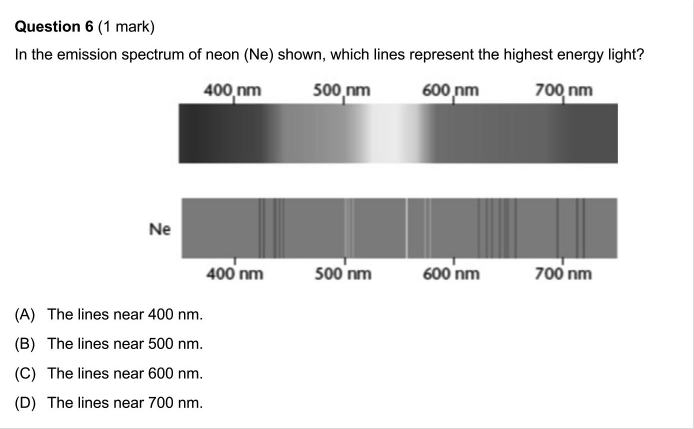 Question 6 (1 mark)
In the emission spectrum of neon (Ne) shown, which lines represent the highest energy light?
400 nm 500 nm 600 nm 700 nm
Ne
400 nm 500 nm 600 nm 700 nm
(A) The lines near 400 nm.
(B) The lines near 500 nm.
(C) The lines near 600 nm.
(D) The lines near 700 nm.